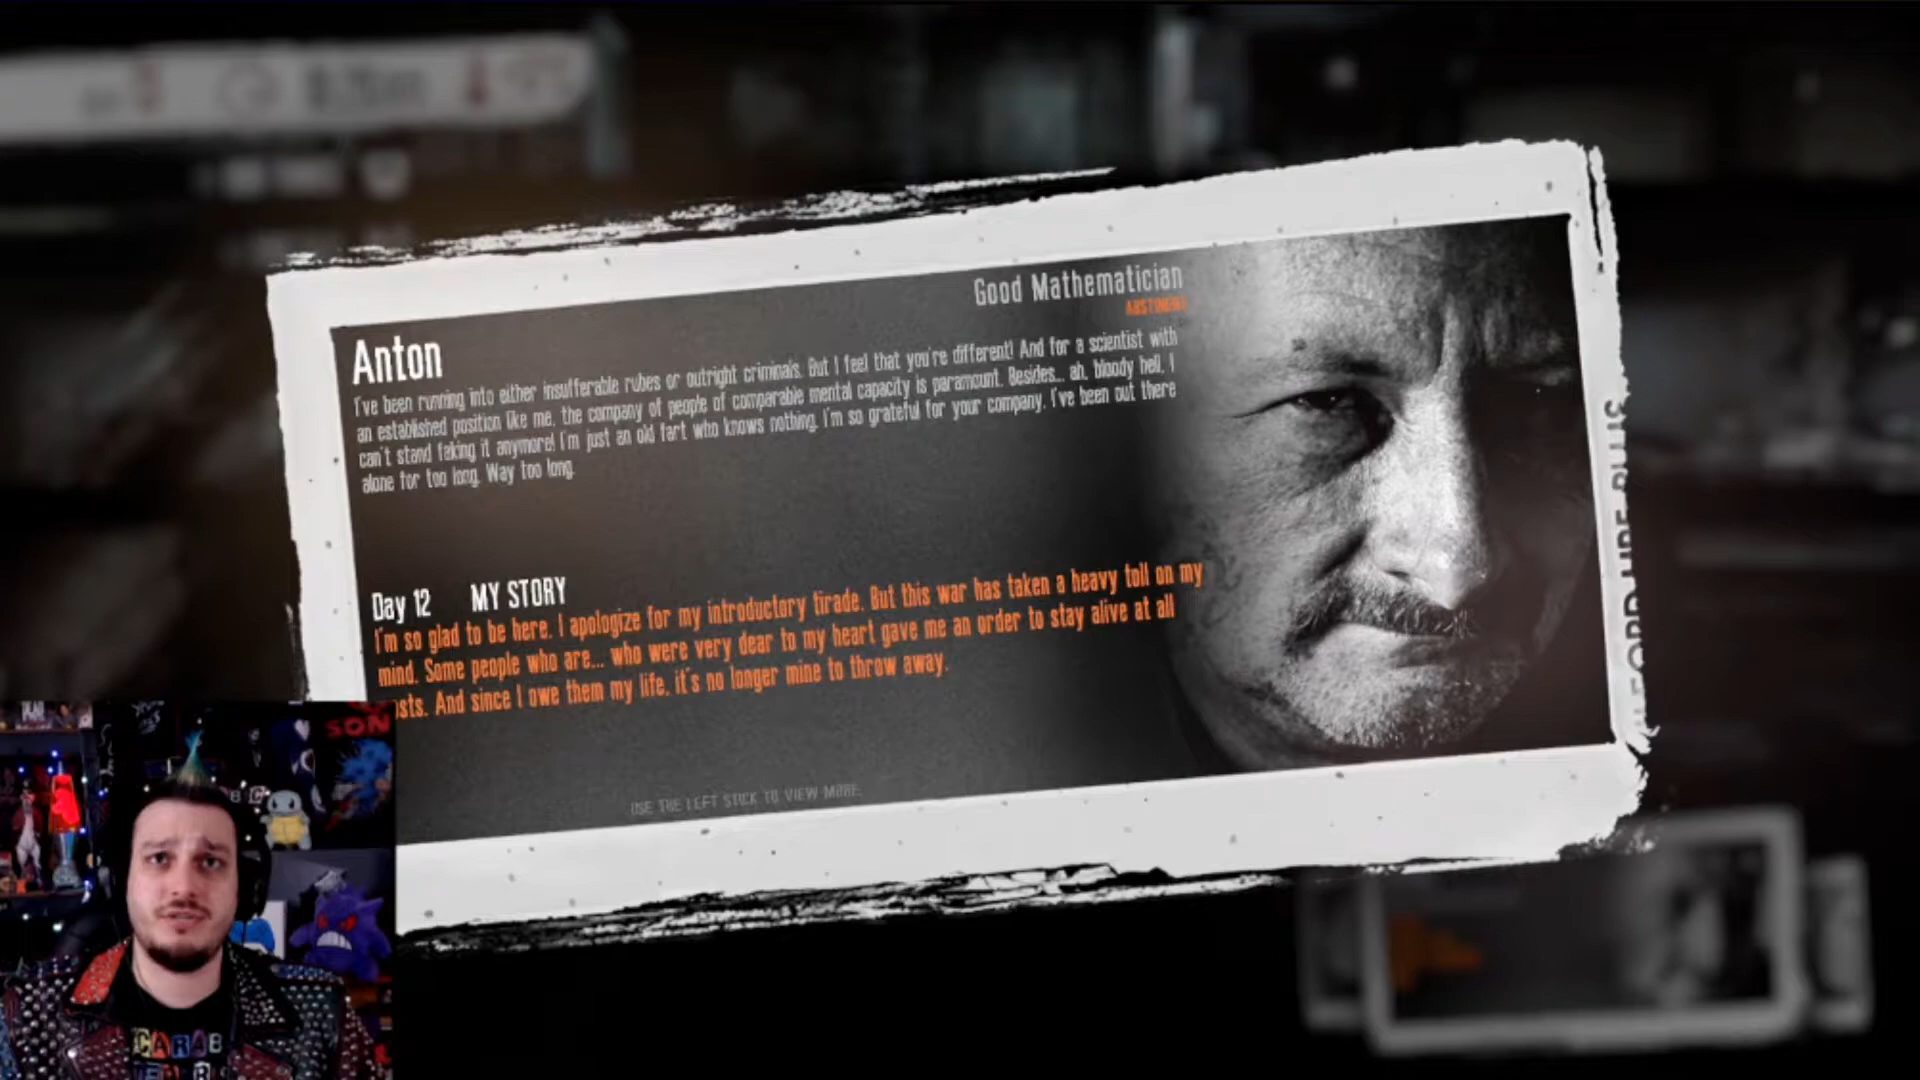 Good Mathematician
ABSTINENT
Anton
I've been running into either insufferable rubes or outright criminals. But I feel that you're different! And for a scientist with
an established position like me, the company of people of comparable mental capacity is paramount. Besides... ah, bloody hell, I
can't stand faking it anymore! I'm just an old fart who knows nothing. I'm so grateful for your company. I've been out there
alone for too long. Way too long.
Day 12 MY STORY
I'm so glad to be here. I apologize for my introductory tirade. But this war has taken a heavy toll on my
mind. Some people who are... who were very dear to my heart gave me an order to stay alive at all
sts. And since I owe them my life, it's no longer mine to throw away.
USE THE LEFT STICK TO VIEW MORE.
SON